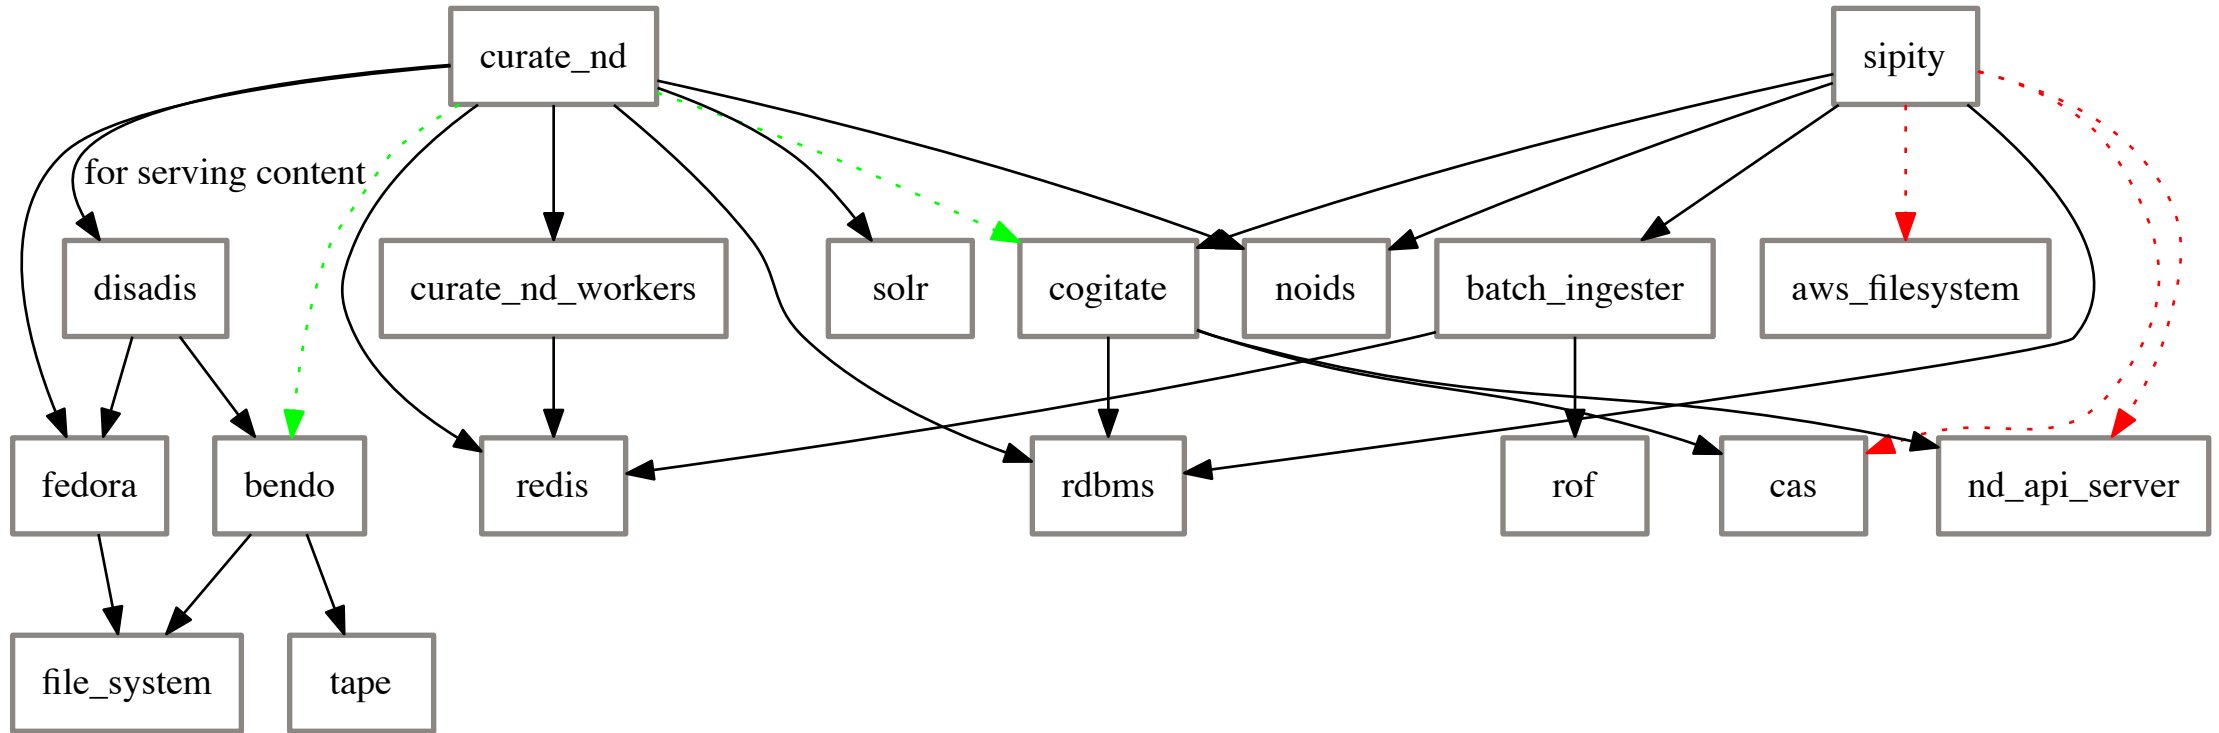 curate_nd
sipity
for serving content
disadis
curate_nd_workers
solr
cogitate
noids
batch_ingester
aws_filesystem
fedora
bendo
redis
rdbms
rof
cas
nd_api_server
file_system
tape